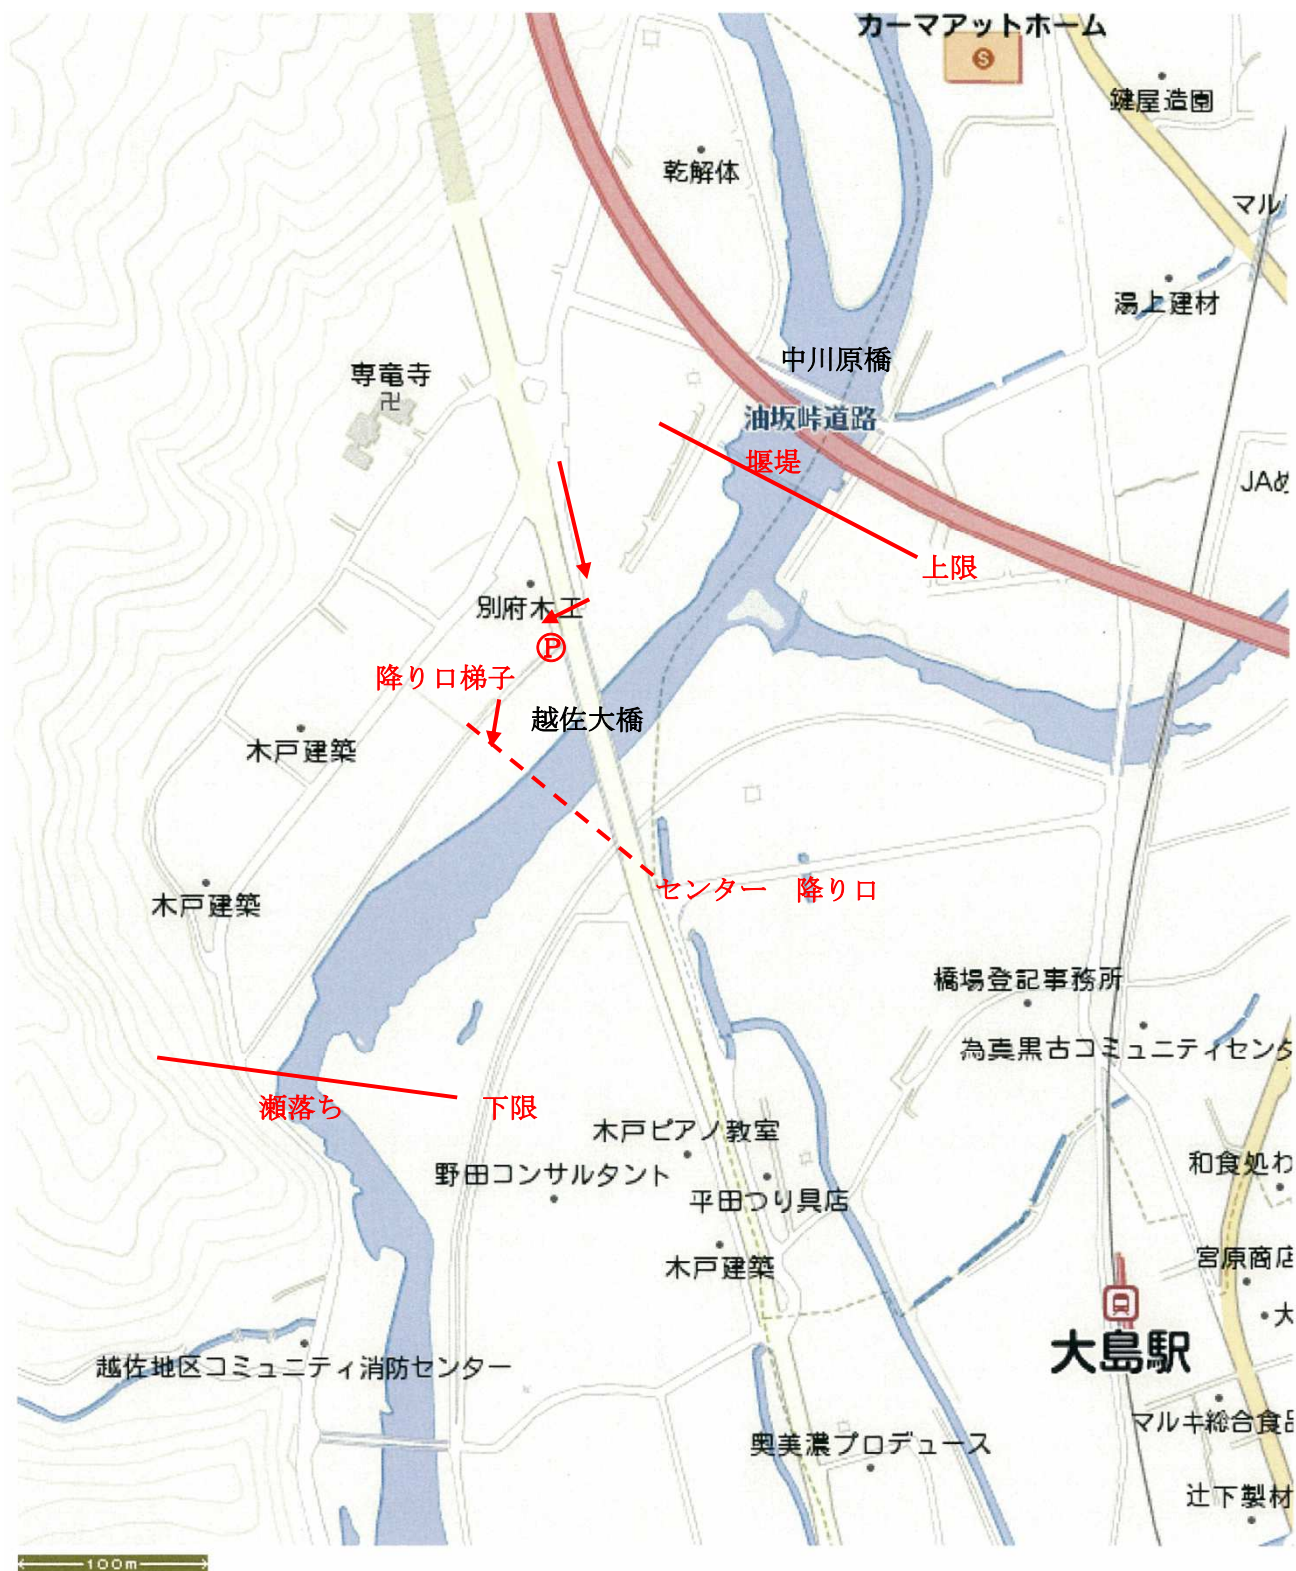 カーマアットホーム
S
鍵屋造園
乾解体
マル
湯上建材
中川原橋
専竜寺
油坂峠道路
堰堤
JAめ
上限
別府木工
P
降り口梯子
越佐大橋
木戸建築
センター 降り口
木戸建築
橋場登記事務所
為真黒古コミュニティセンタ
瀬落ち
下限
木戸ピアノ教室
和食処わ
野田コンサルタント
平田つり具店
宮原商店
木戸建築
大
大島駅
越佐地区コミュニティ消防センター
マルキ総合食品
奥美濃プロデュース
辻下製材
100m